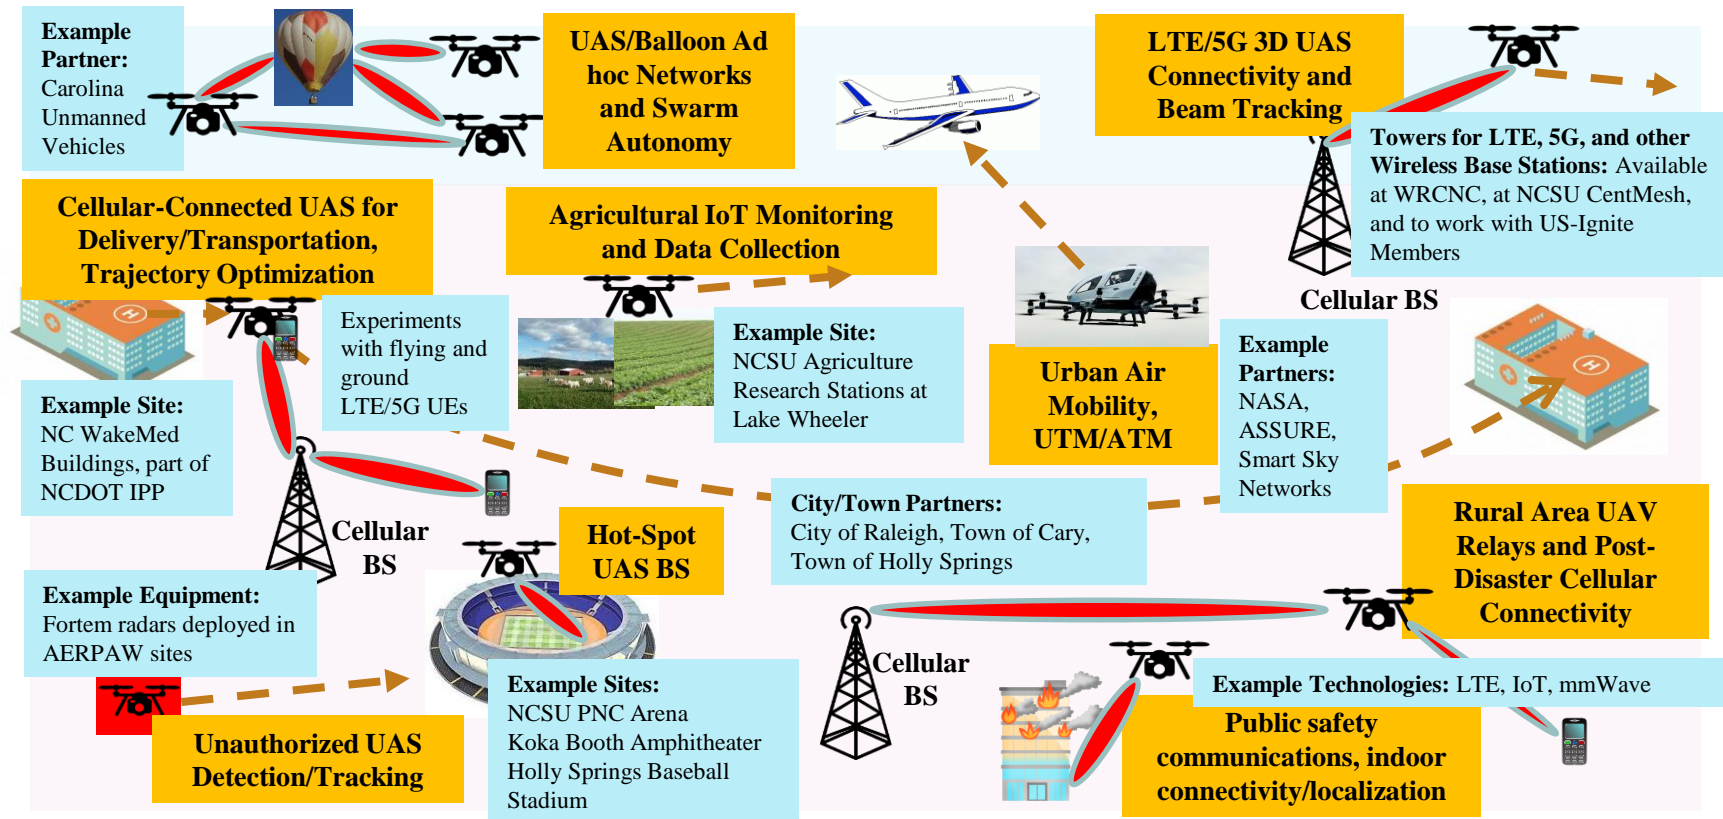 Example
Partner:
Carolina
Unmanned
Vehicles
UAS/Balloon Ad
hoc Networks
and Swarm
Autonomy
LTE/5G 3D UAS
Connectivity and
Beam Tracking
Towers for LTE, 5G, and other
Wireless Base Stations: Available
at WRCNC, at NCSU CentMesh,
and to work with US-Ignite
Members
Cellular BS
Cellular-Connected UAS for
Delivery/Transportation,
Trajectory Optimization
Agricultural IoT Monitoring
and Data Collection
H
Experiments
with flying and
ground
LTE/5G UEs
Example Site:
NCSU Agriculture
Research Stations at
Lake Wheeler
Urban Air
Mobility,
UTM/ATM
Example
Partners:
NASA,
ASSURE,
Smart Sky
Networks
H
Example Site:
NC WakeMed
Buildings, part of
NCDOT IPP
Cellular
BS
Hot-Spot
UAS BS
City/Town Partners:
City of Raleigh, Town of Cary,
Town of Holly Springs
Rural Area UAV
Relays and Post-
Disaster Cellular
Connectivity
Example Equipment:
Fortem radars deployed in
AERPAW sites
Unauthorized UAS
Detection/Tracking
Example Sites:
NCSU PNC Arena
Koka Booth Amphitheater
Holly Springs Baseball
Stadium
Cellular
BS
Example Technologies: LTE, IoT, mmWave
Public safety
communications, indoor
connectivity/localization